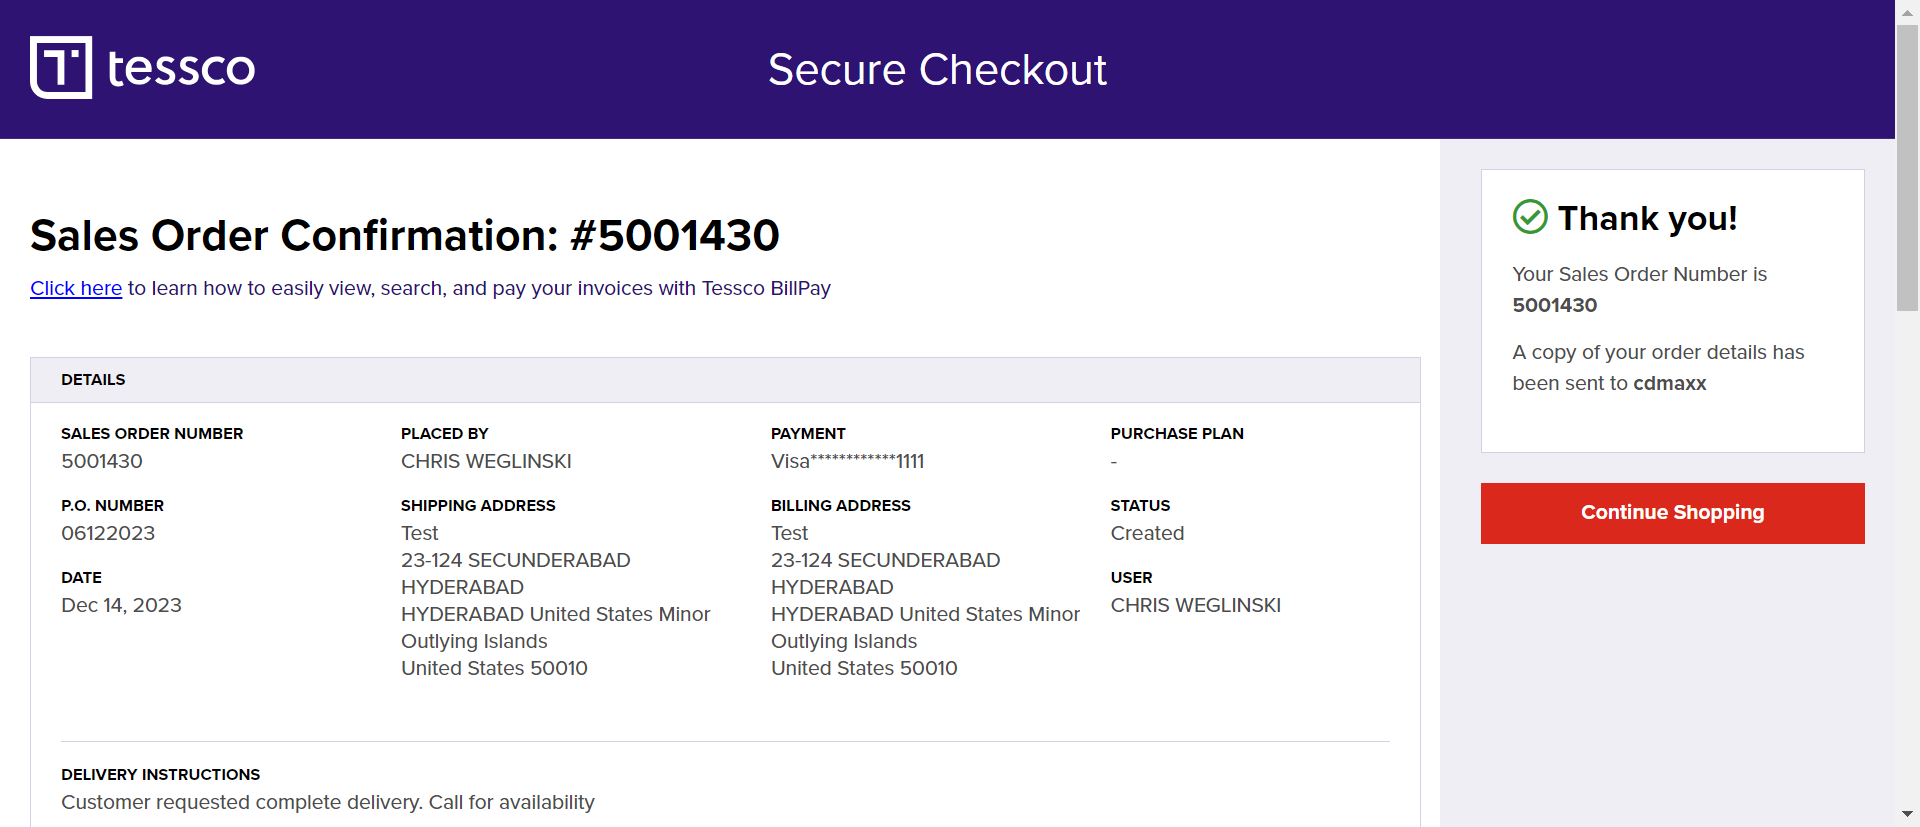 tessco
Secure Checkout
Sales Order Confirmation: #5001430
Click here to learn how to easily view, search, and pay your invoices with Tessco BillPay
DETAILS
SALES ORDER NUMBER
5001430
P.O. NUMBER
06122023
DATE
Dec 14, 2023
PLACED BY
CHRIS WEGLINSKI
SHIPPING ADDRESS
Test
23-124 SECUNDERABAD
HYDERABAD
HYDERABAD United States Minor
Outlying Islands
United States 50010
PAYMENT
Visa************1111
BILLING ADDRESS
Test
23-124 SECUNDERABAD
HYDERABAD
HYDERABAD United States Minor
Outlying Islands
United States 50010
PURCHASE PLAN
-
STATUS
Created
USER
CHRIS WEGLINSKI
DELIVERY INSTRUCTIONS
Customer requested complete delivery. Call for availability
Thank you!
Your Sales Order Number is
5001430
A copy of your order details has
been sent to cdmaxx
Continue Shopping